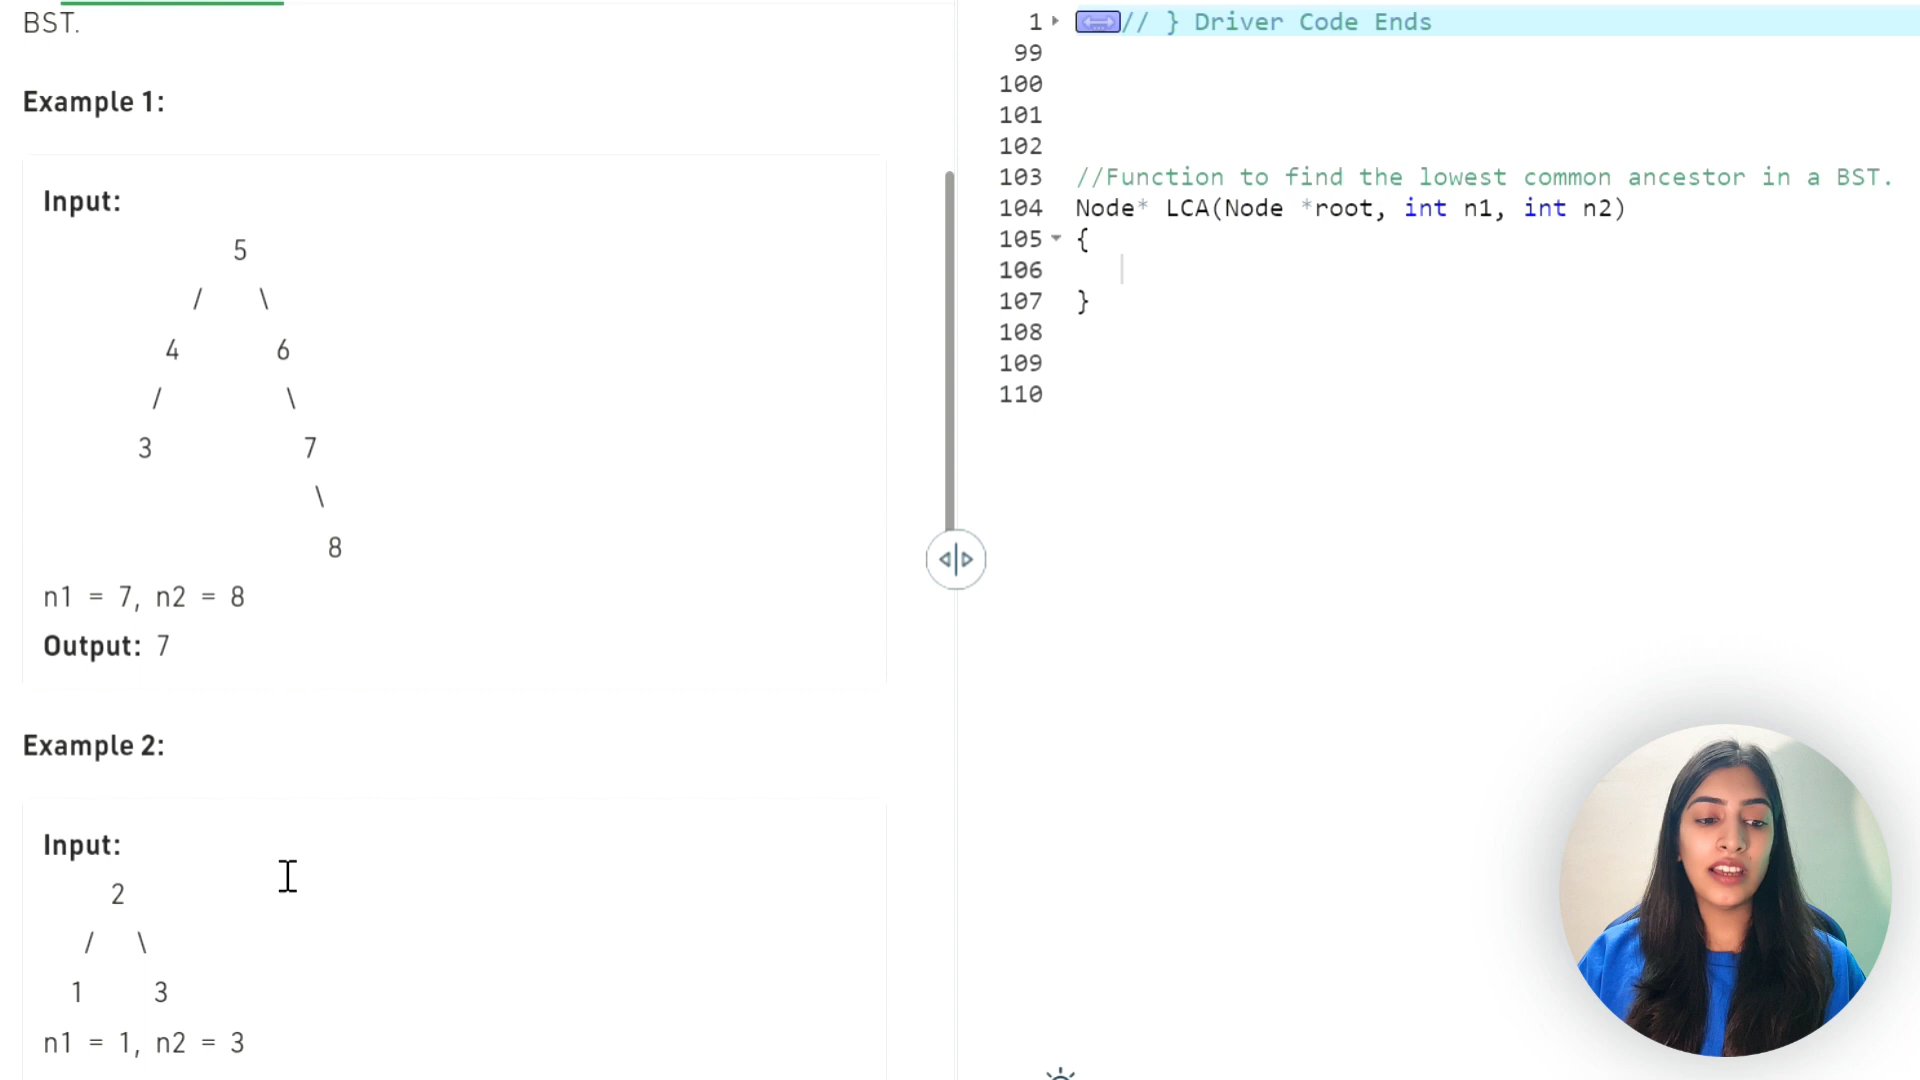 BST.
Example 1:
Input:
5
/ \
4 6
/ \
3 7
\
8
n1 = 7, n2 = 8
Output: 7
Example 2:
Input:
2
/ \
1 3
n1 = 1, n2 = 3
1 // } Driver Code Ends
99
100
101
102
103 //Function to find the lowest common ancestor in a BST.
104 Node* LCA(Node *root, int n1, int n2)
105 {
106
107 }
108
109
110